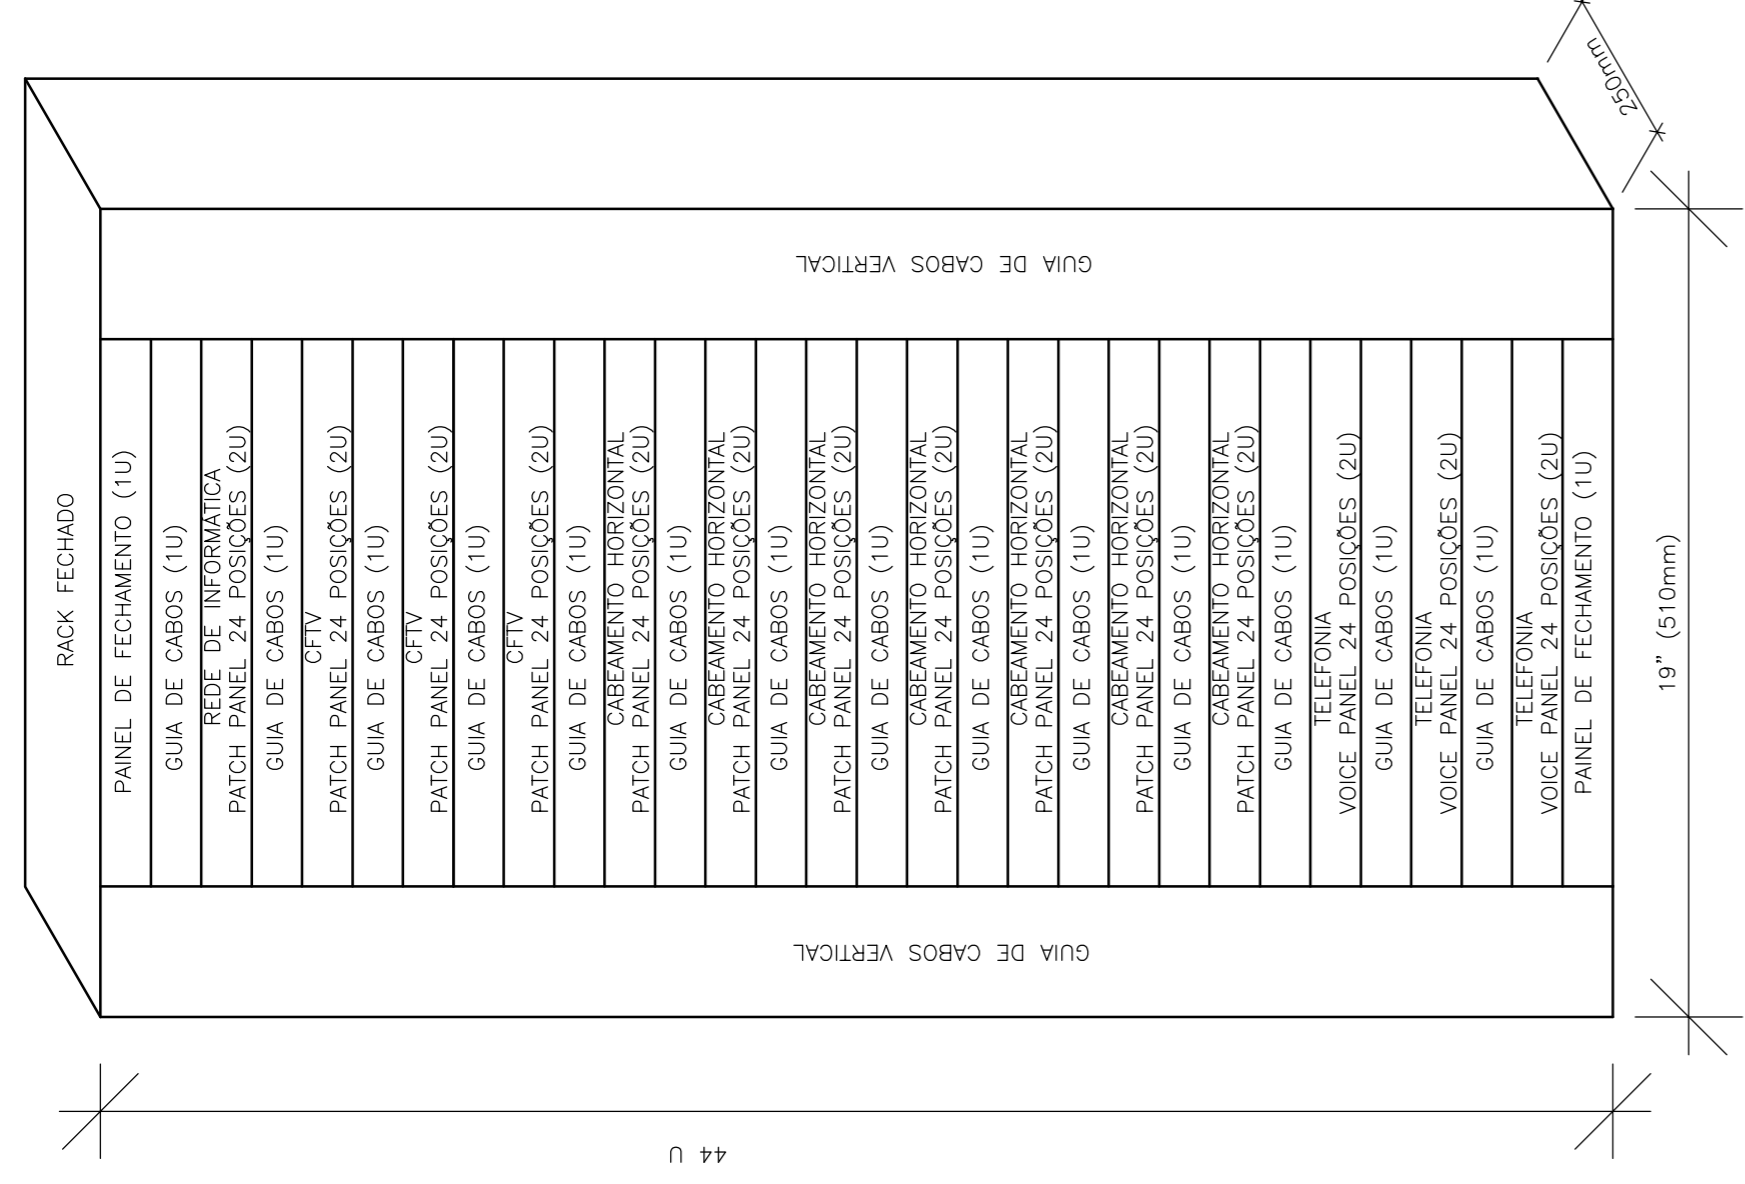 RACK FECHADO
PAINEL DE FECHAMENTO (1U)
GUIA DE CABOS (1U)
REDE DE INFORMÁTICA
PATCH PANEL 24 POSIÇÕES (2U)
GUIA DE CABOS (1U)
CFTV
PATCH PANEL 24 POSIÇÕES (2U)
GUIA DE CABOS (1U)
CFTV
PATCH PANEL 24 POSIÇÕES (2U)
GUIA DE CABOS (1U)
CFTV
PATCH PANEL 24 POSIÇÕES (2U)
GUIA DE CABOS (1U)
CABEAMENTO HORIZONTAL
PATCH PANEL 24 POSIÇÕES (2U)
GUIA DE CABOS (1U)
CABEAMENTO HORIZONTAL
PATCH PANEL 24 POSIÇÕES (2U)
GUIA DE CABOS (1U)
CABEAMENTO HORIZONTAL
PATCH PANEL 24 POSIÇÕES (2U)
GUIA DE CABOS (1U)
CABEAMENTO HORIZONTAL
PATCH PANEL 24 POSIÇÕES (2U)
GUIA DE CABOS (1U)
CABEAMENTO HORIZONTAL
PATCH PANEL 24 POSIÇÕES (2U)
GUIA DE CABOS (1U)
CABEAMENTO HORIZONTAL
PATCH PANEL 24 POSIÇÕES (2U)
GUIA DE CABOS (1U)
CABEAMENTO HORIZONTAL
PATCH PANEL 24 POSIÇÕES (2U)
GUIA DE CABOS (1U)
TELEFONIA
VOICE PANEL 24 POSIÇÕES (2U)
GUIA DE CABOS (1U)
TELEFONIA
VOICE PANEL 24 POSIÇÕES (2U)
GUIA DE CABOS (1U)
TELEFONIA
VOICE PANEL 24 POSIÇÕES (2U)
PAINEL DE FECHAMENTO (1U)
GUIA DE CABOS VERTICAL
GUIA DE CABOS VERTICAL
19" (510mm)
250mm
44 U